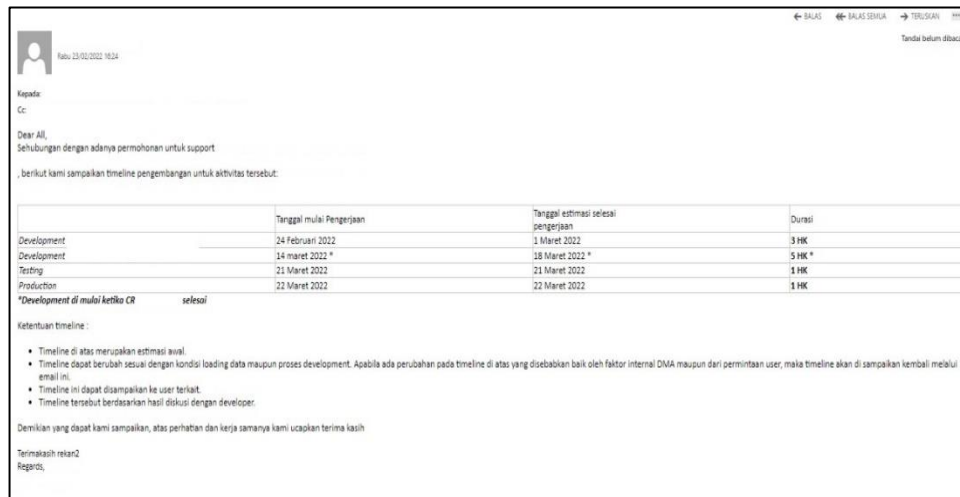 ← BALAS ↞ BALAS SEMUA → TERUSKAN •••
Tandai belum dibaca
Rabu 23/02/2022 16:24
Kepada:
Cc:
Dear All,
Sehubungan dengan adanya permohonan untuk support
, berikut kami sampaikan timeline pengembangan untuk aktivitas tersebut:
Tanggal mulai Pengerjaan Tanggal estimasi selesai pengerjaan Durasi
Development 24 Februari 2022 1 Maret 2022 3 HK
Development 14 maret 2022 * 18 Maret 2022 * 5 HK *
Testing 21 Maret 2022 21 Maret 2022 1 HK
Production 22 Maret 2022 22 Maret 2022 1 HK
*Development di mulai ketika CR selesai
Ketentuan timeline :
• Timeline di atas merupakan estimasi awal.
• Timeline dapat berubah sesuai dengan kondisi loading data maupun proses development. Apabila ada perubahan pada timeline di atas yang disebabkan baik oleh faktor internal DMA maupun dari permintaan user, maka timeline akan di sampaikan kembali melalui
email ini.
• Timeline ini dapat disampaikan ke user terkait.
• Timeline tersebut berdasarkan hasil diskusi dengan developer.
Demikian yang dapat kami sampaikan, atas perhatian dan kerja samanya kami ucapkan terima kasih
Terimakasih rekan2
Regards,